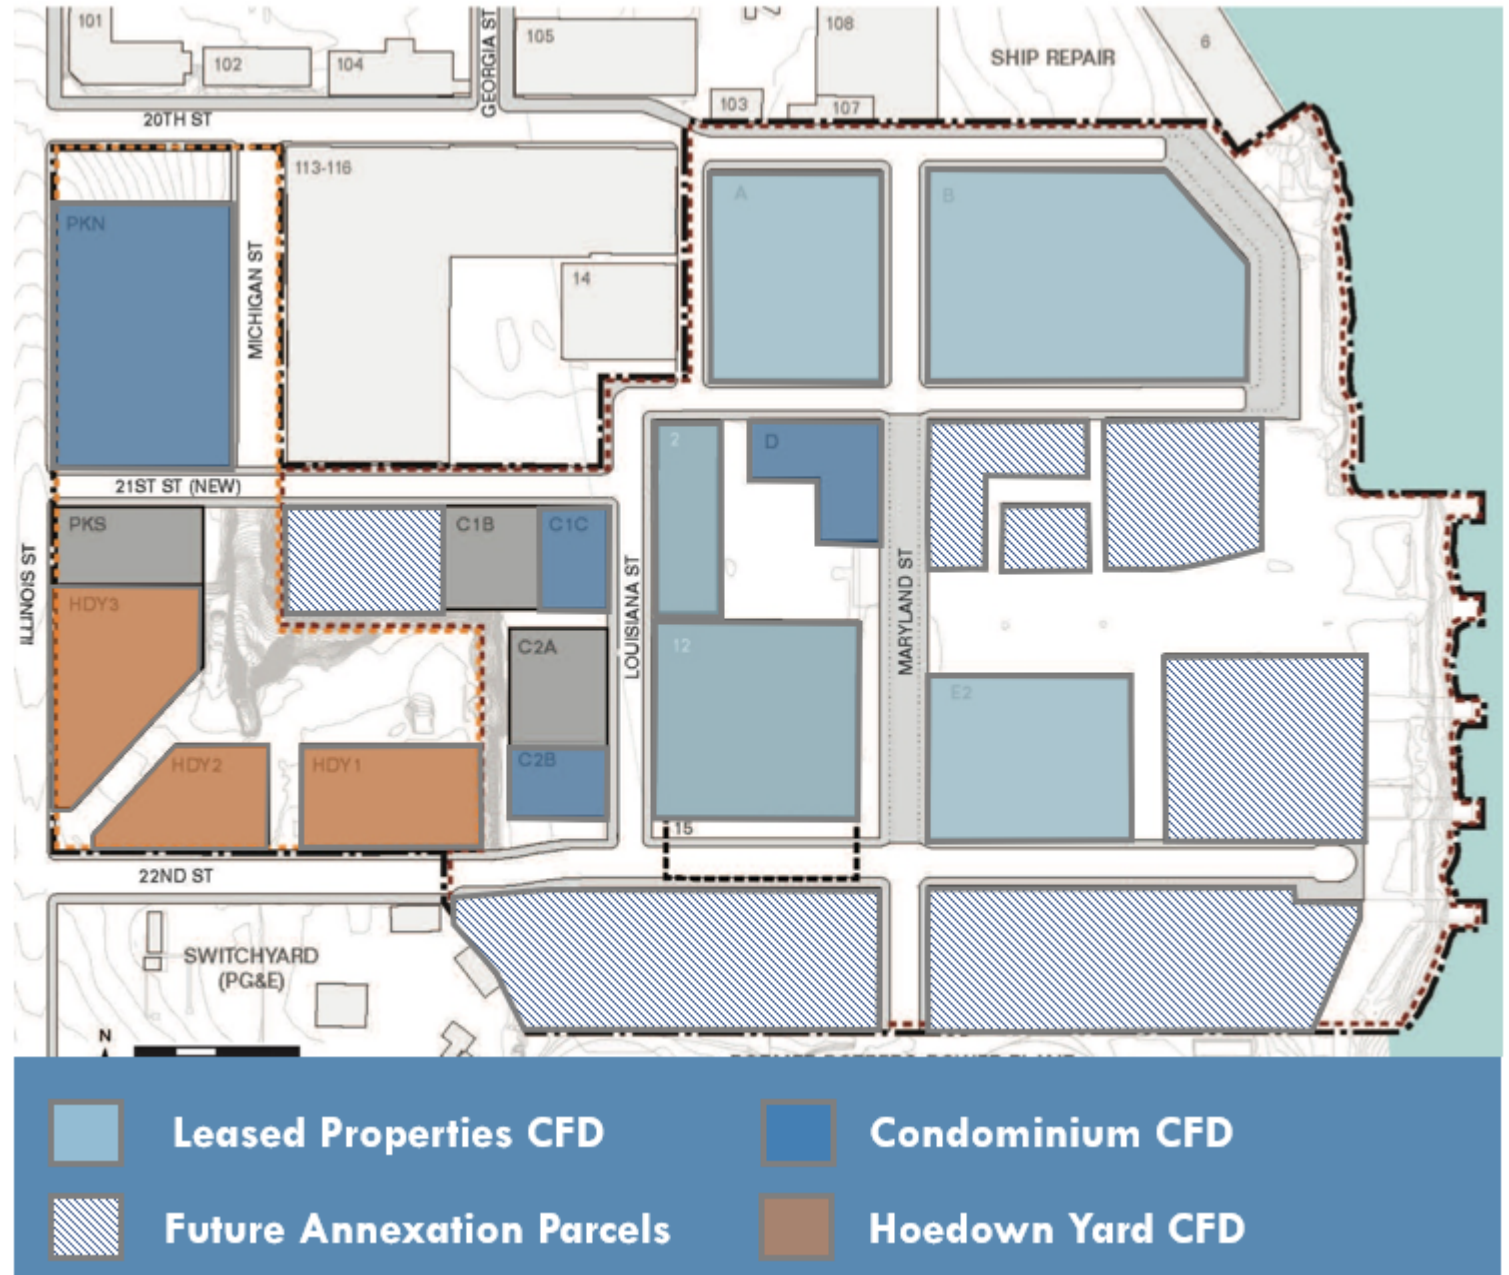 101
102
104
GEORGIA ST
105
108
SHIP REPAIR
6
103
107
20TH ST
113-116
A
B
PKN
MICHIGAN ST
14
2
D
21ST ST (NEW)
PKS
C1B
C1C
ILLINOIS ST
HDY3
LOUISIANA ST
MARYLAND ST
C2A
12
E2
HDY2
HDY1
C2B
15
22ND ST
SWITCHYARD
(PG&E)
N
Leased Properties CFD
Condominium CFD
Future Annexation Parcels
Hoedown Yard CFD